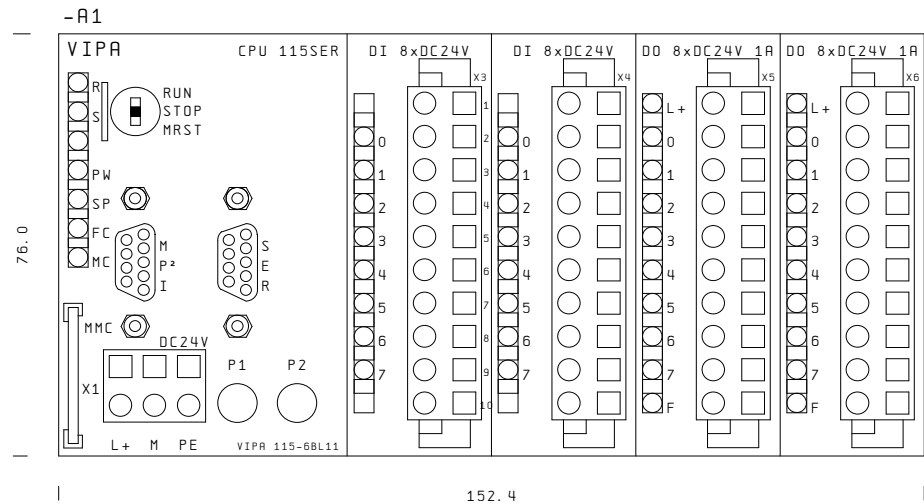 -A1
VIPA
CPU 115SER
R
S
PW
SP
FC
MC
RUN
STOP
MRST
M
P²
I
S
E
R
MMC
DC24V
X1
P1
P2
L+ M PE
VIPA 115-6BL11
DI 8xDC24V
X3
0
1
2
3
4
5
6
7
1
2
3
4
5
6
7
8
9
10
DI 8xDC24V
X4
0
1
2
3
4
5
6
7
DO 8xDC24V 1A
X5
L+
0
1
2
3
4
5
6
7
F
DO 8xDC24V 1A
X6
L+
0
1
2
3
4
5
6
7
F
76.0
152.4